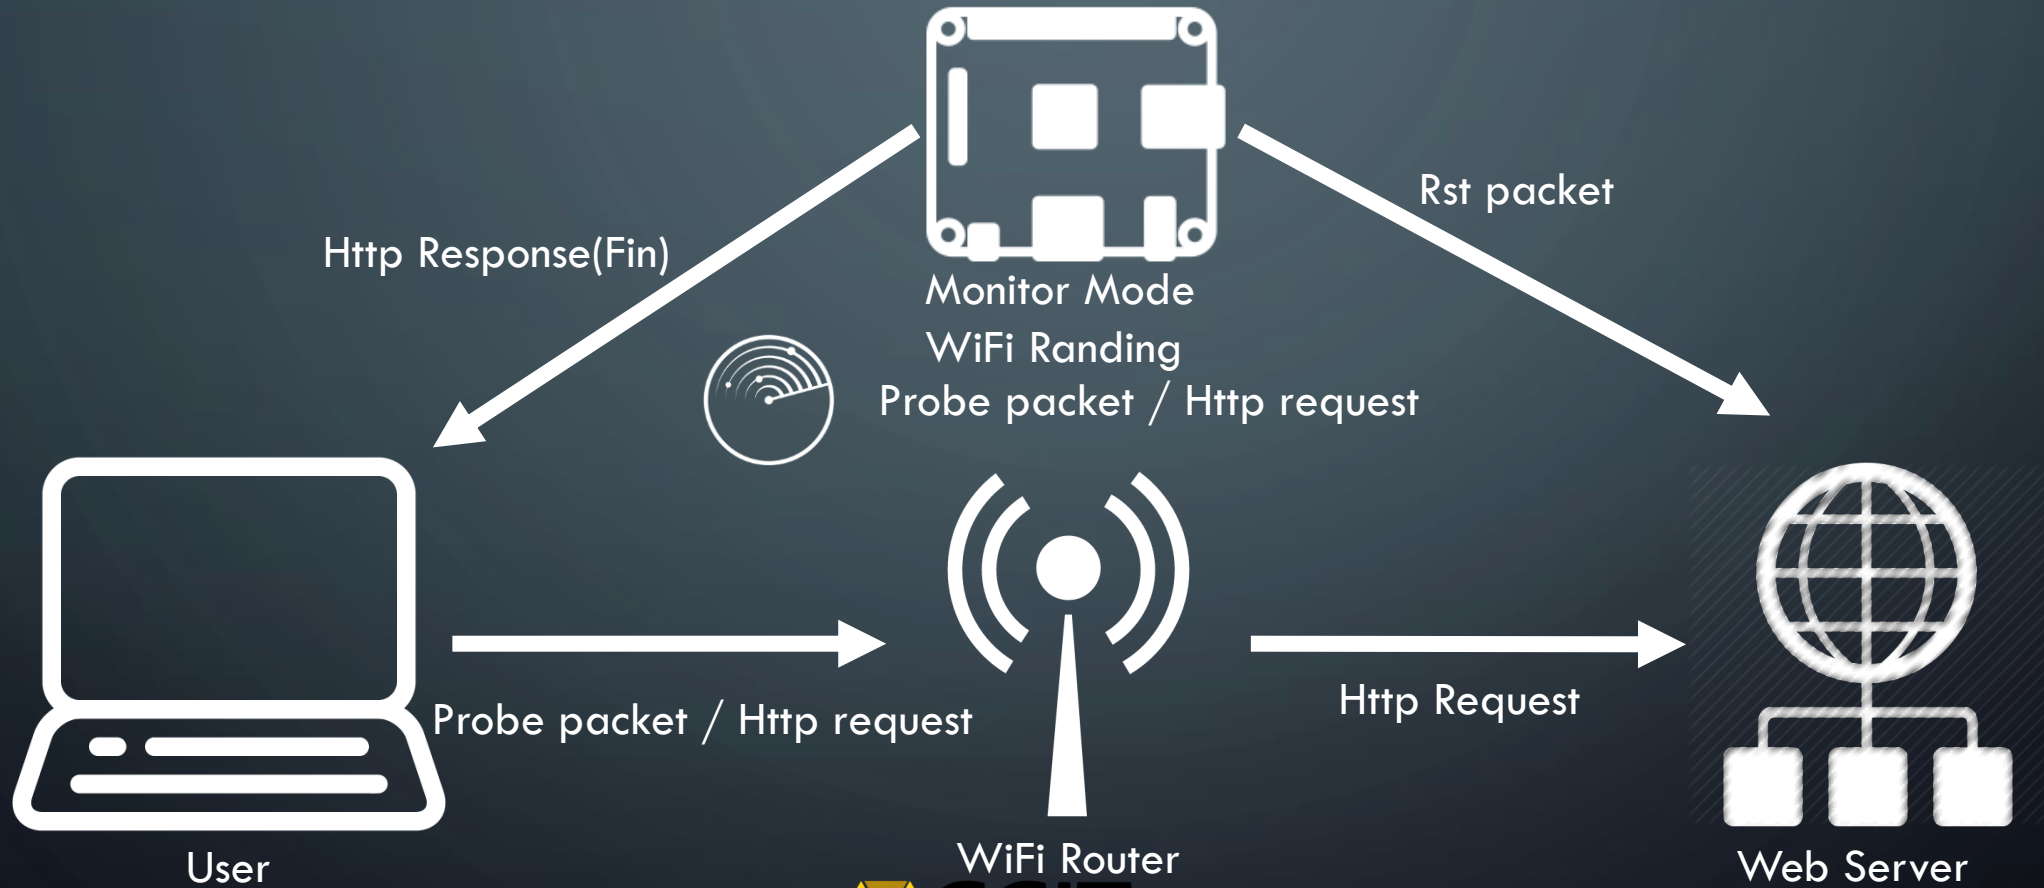 Rst packet
Http Response(Fin)
Monitor Mode
WiFi Randing
Probe packet / Http request
Probe packet / Http request
Http Request
User
WiFi Router
Web Server